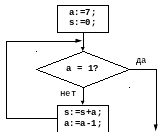 a:=7;
s:=0;
да
a = 1?
нет
s:=s+a;
a:=a-1;